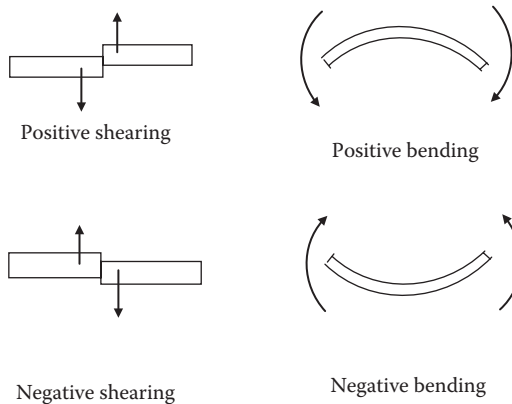 Positive shearing
Positive bending
Negative shearing
Negative bending